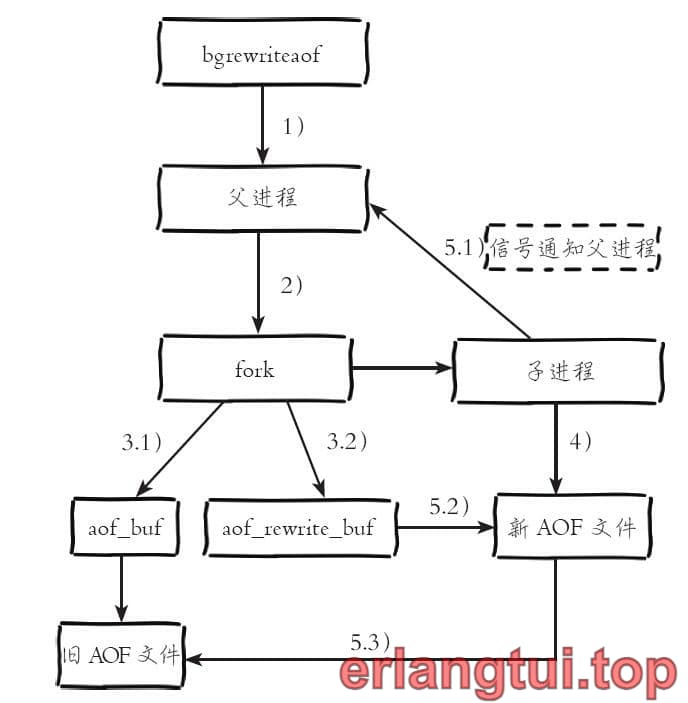 bgrewriteaof
1)
父进程
5.1)
信号通知父进程
2)
fork
子进程
3.1)
3.2)
4)
aof_buf
aof_rewrite_buf
5.2)
新 AOF 文件
旧 AOF 文件
5.3)
erlangtui.top